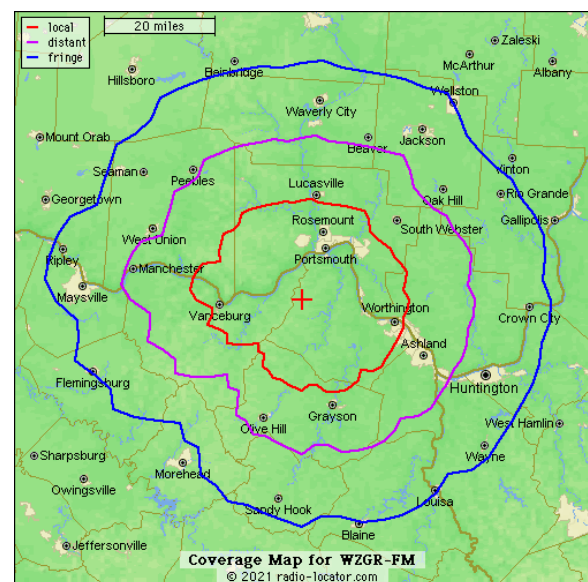 local
distant
fringe
20 miles
Zaleski
McArthur
Albany
Hillsboro
Bainbridge
Wellston
Waverly City
Mount Orab
Beaver
Jackson
Seaman
Peebles
Vinton
Lucasville
Oak Hill
Rio Grande
Georgetown
Gallipolis
West Union
Rosemount
South Webster
Ripley
Portsmouth
Manchester
Maysville
Vanceburg
Worthington
Crown City
Ashland
Flemingsburg
Huntington
Grayson
Olive Hill
West Hamlin
Sharpsburg
Morehead
Wayne
Owingsville
Sandy Hook
Louisa
Blaine
Jeffersonville
Coverage Map for WZGR-FM
© 2021 radio-locator.com